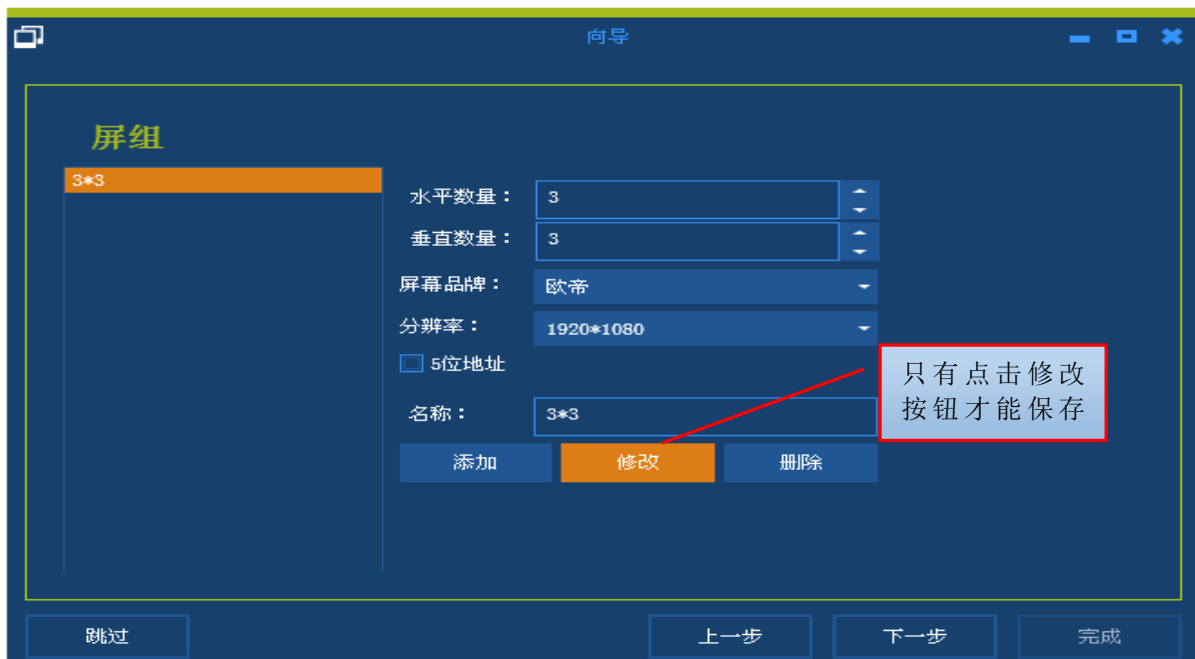 向导
屏组
3*3
水平数量： 3
垂直数量： 3
屏幕品牌： 欧帝
分辨率： 1920*1080
5位地址
只有点击修改
按钮才能保存
名称： 3*3
添加 修改 删除
跳过 上一步 下一步 完成